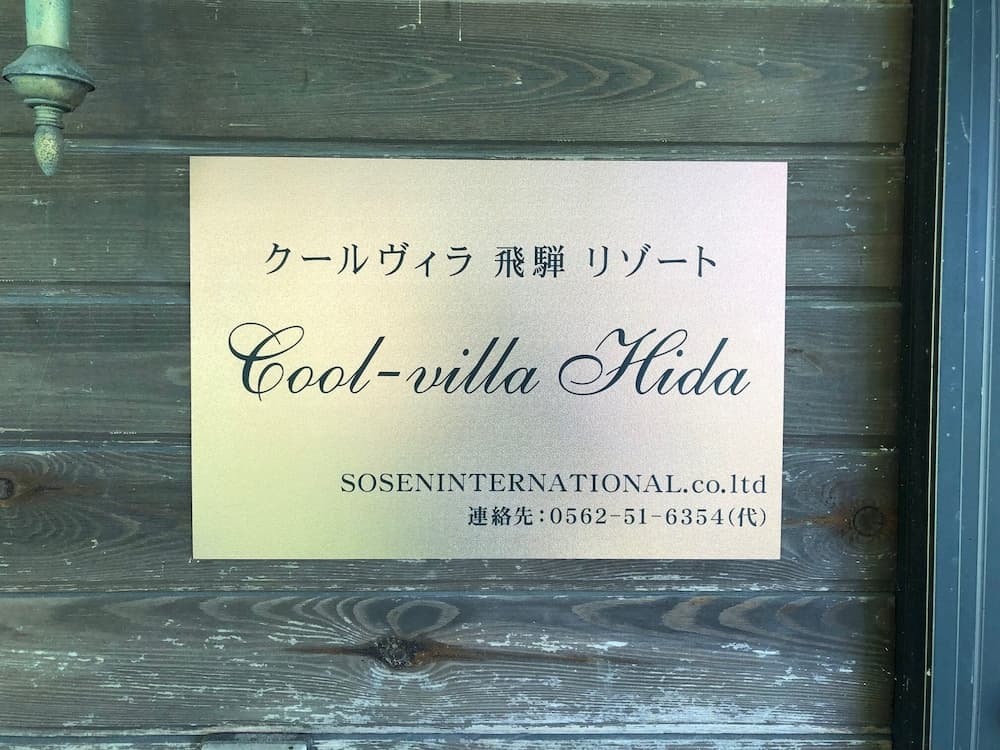 クールヴィラ 飛騨 リゾート
Cool-villa Hida
SOSENINTERNATIONAL.co.ltd
連絡先：0562-51-6354(代)